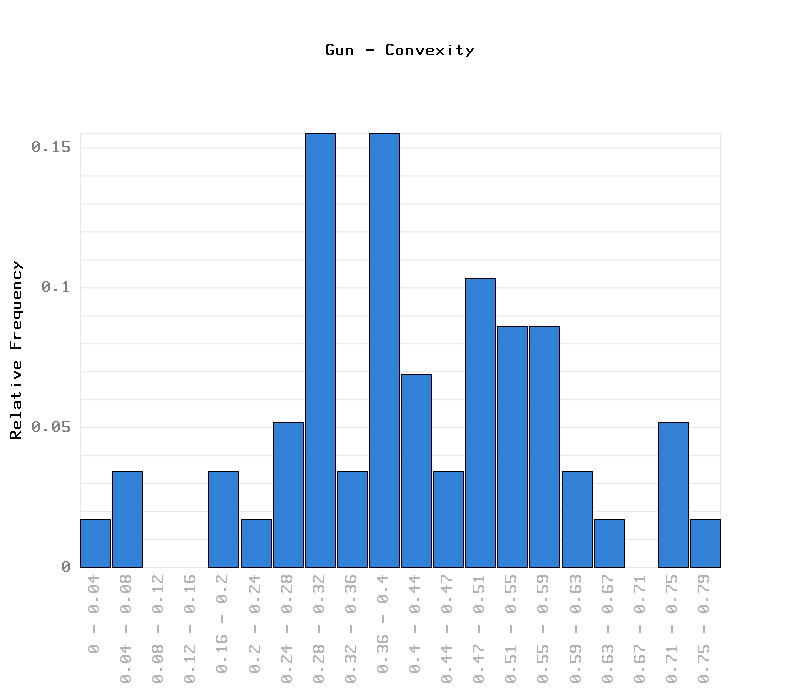 Gun - Convexity
Relative Frequency
0.15
0.1
0.05
0
0 - 0.04
0.04 - 0.08
0.08 - 0.12
0.12 - 0.16
0.16 - 0.2
0.2 - 0.24
0.24 - 0.28
0.28 - 0.32
0.32 - 0.36
0.36 - 0.4
0.4 - 0.44
0.44 - 0.47
0.47 - 0.51
0.51 - 0.55
0.55 - 0.59
0.59 - 0.63
0.63 - 0.67
0.67 - 0.71
0.71 - 0.75
0.75 - 0.79